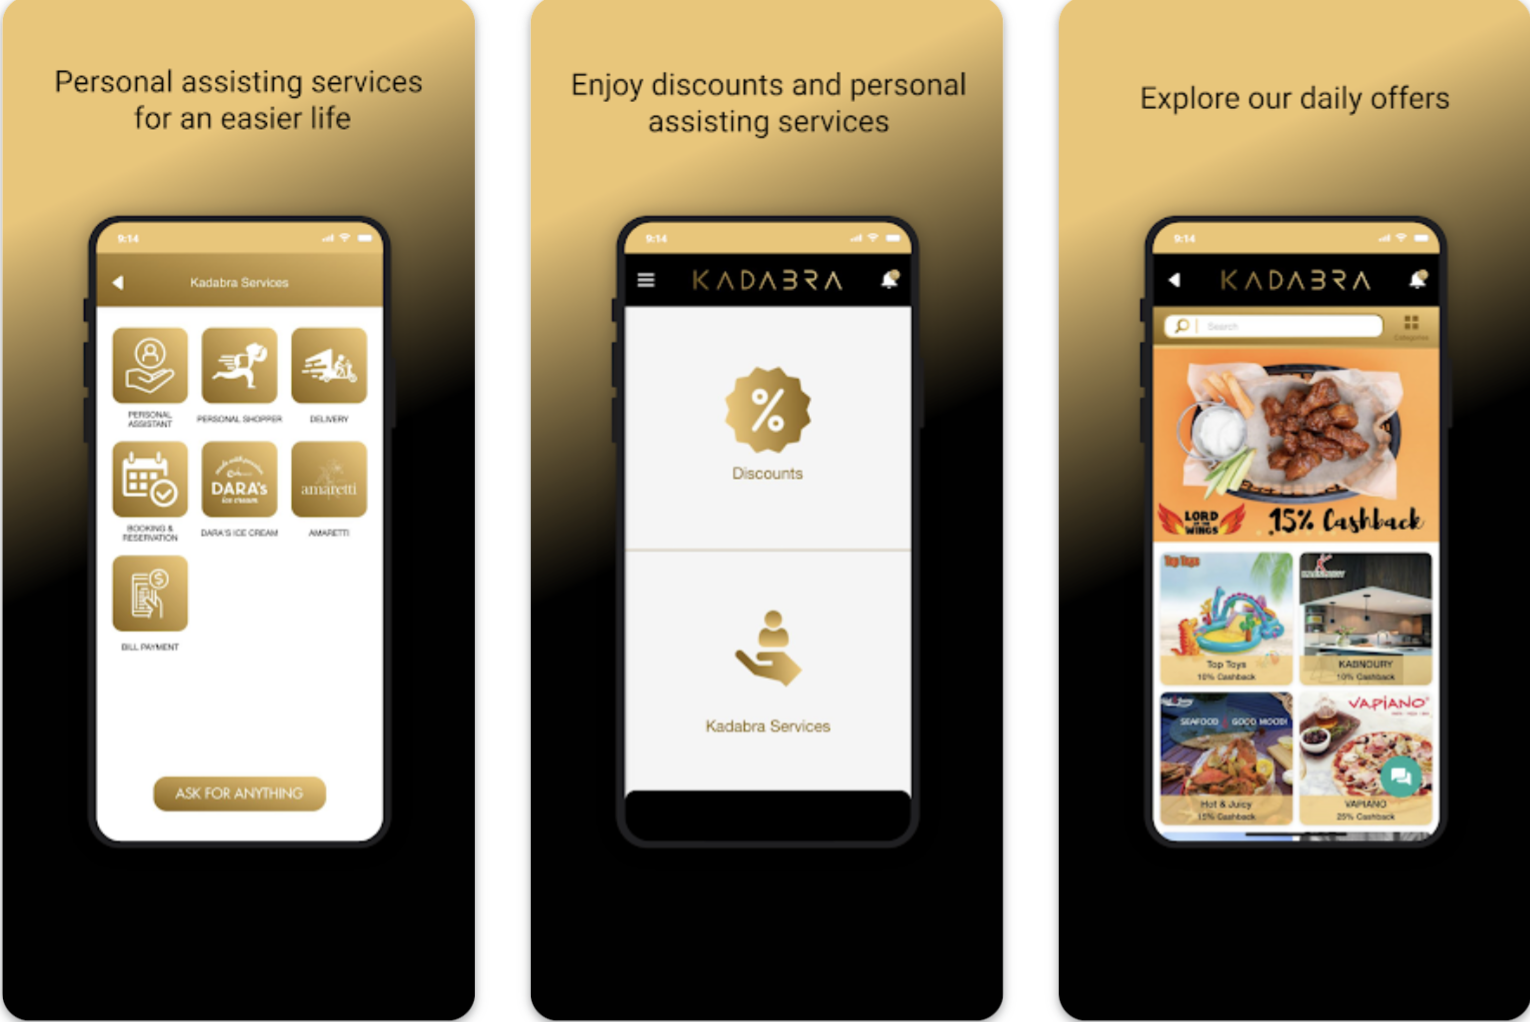 Personal assisting services
for an easier life
9:14
Kadabra Services
PERSONAL
ASSISTANT
PERSONAL SHOPPER
DELIVERY
DARA's
ice cream
amaretti
BOOKING &
RESERVATION
DARA'S ICE CREAM
AMARETTI
BILL PAYMENT
ASK FOR ANYTHING
Enjoy discounts and personal
assisting services
9:14
KADABRA
%
Discounts
Kadabra Services
Explore our daily offers
9:14
KADABRA
Search
Categories
LORD
OF THE
WINGS
15% Cashback
Top Toys
Top Toys
10% Cashback
KABNOURY
10% Cashback
SEAFOOD & GOOD MOOD!
Hot & Juicy
15% Cashback
VAPIANO
VAPIANO
25% Cashback